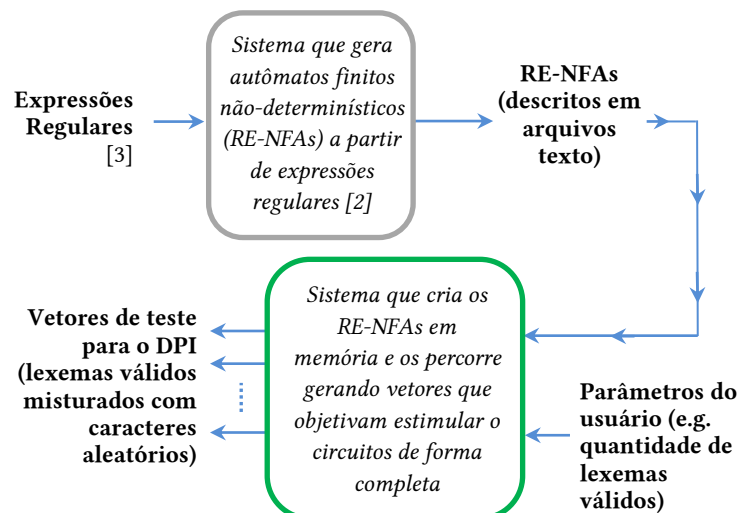 Expressões
Regulares
[3]
Sistema que gera
autômatos finitos
não-determinísticos
(RE-NFAs) a partir
de expressões
regulares [2]
RE-NFAs
(descritos em
arquivos
texto)
Vetores de teste
para o DPI
(lexemas válidos
misturados com
caracteres
aleatórios)
Sistema que cria os
RE-NFAs em
memória e os percorre
gerando vetores que
objetivam estimular o
circuitos de forma
completa
Parâmetros do
usuário (e.g.
quantidade de
lexemas
válidos)